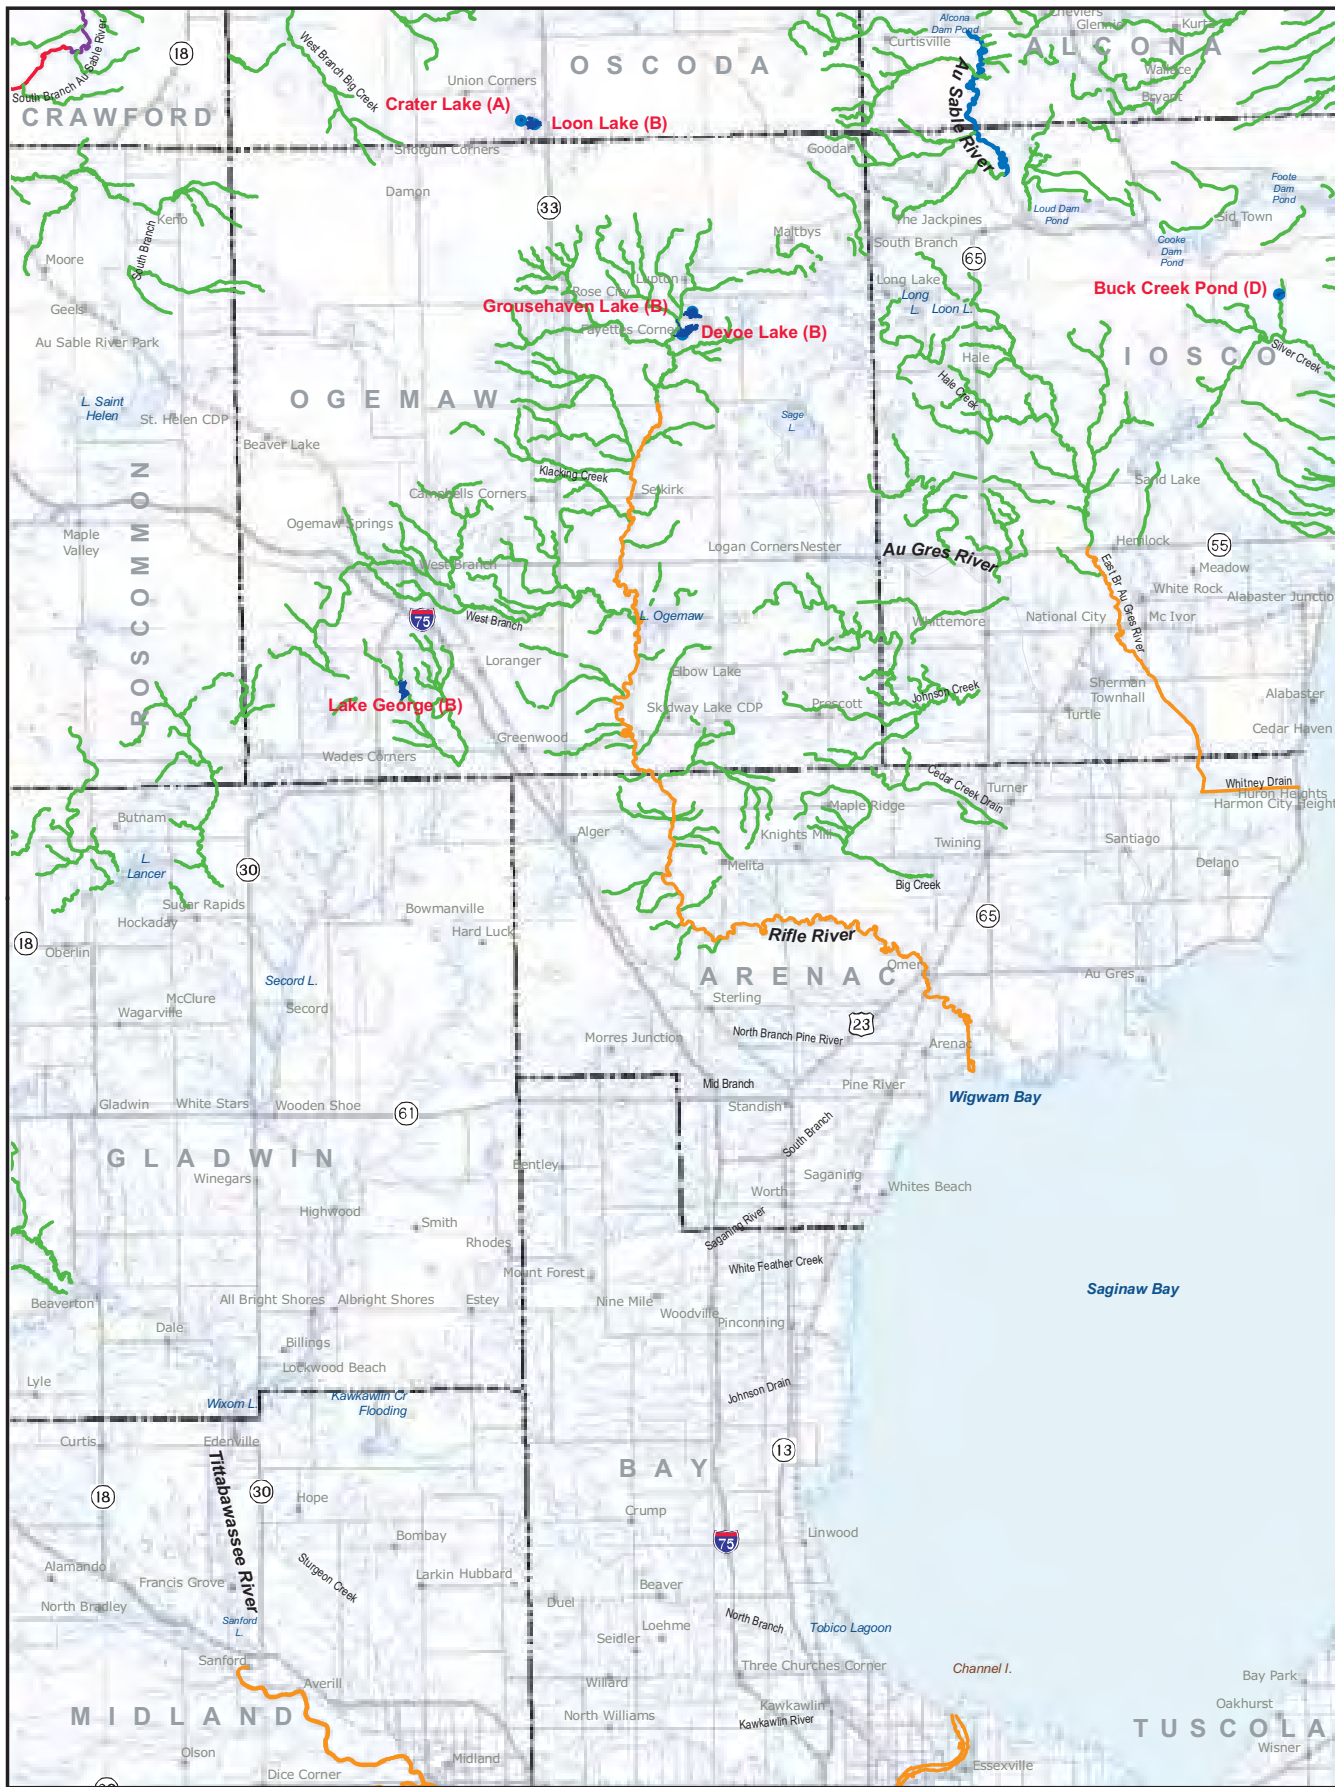 Alcona
Dam Pond
Cheviers
Glennie
Kurtz
Curtisville
ALCONA
OSCODA
18
South Branch Au Sable River
West Branch Big Creek
Union Corners
Au Sable River
Wallace
Bryant
Crater Lake (A)
Loon Lake (B)
CRAWFORD
Shotgun Corners
Goodar
Damon
33
Foote
Dam
Pond
Loud Dam
Pond
Sid Town
Keno
The Jackpines
Maltbys
South Branch
South Branch
Cooke
Dam
Pond
Moore
65
Lupton
Long Lake
Rose City
Long
L.
Loon L.
Buck Creek Pond (D)
Grousehaven Lake (B)
Geels
Fayettes Corner
Devoe Lake (B)
Au Sable River Park
Silver Creek
Hale
IOSCO
Hale Creek
OGEMAW
L. Saint
Helen
St. Helen CDP
Sage
L.
Beaver Lake
Klacking Creek
Sand Lake
Selkirk
Campbells Corners
ROSCOMMON
Ogemaw Springs
Maple
Valley
Logan Corners
Nester
Au Gres River
Hemlock
55
West Branch
Meadow
East Br Au Gres River
White Rock
Alabaster Junctio
75
West Branch
L. Ogemaw
Whittemore
National City
Mc Ivor
Loranger
Elbow Lake
Sherman
Townhall
Johnson Creek
Alabaster
Lake George (B)
Skidway Lake CDP
Prescott
Turtle
Cedar Haven
Greenwood
Wades Corners
Cedar Creek Drain
Turner
Whitney Drain
Huron Heights
Harmon City Height
Butnam
Maple Ridge
Alger
Knights Mill
Twining
Santiago
L.
Lancer
30
Melita
Delano
Big Creek
Sugar Rapids
Hockaday
Bowmanville
65
Hard Luck
18
Oberlin
Rifle River
Omer
ARENAC
Au Gres
Secord L.
McClure
Wagarville
Secord
Sterling
23
North Branch Pine River
Morres Junction
Arenac
Mid Branch
Pine River
Wigwam Bay
Gladwin
White Stars
Wooden Shoe
61
Standish
South Branch
GLADWIN
Bentley
Winegars
Saganing
Worth
Whites Beach
Highwood
Smith
Saganing River
Rhodes
White Feather Creek
Mount Forest
Saginaw Bay
Beaverton
All Bright Shores
Albright Shores
Estey
Nine Mile
Woodville
Pinconning
Dale
Billings
Lockwood Beach
Lyle
Johnson Drain
Wixom L.
Kawkawlin Cr
Flooding
Curtis
Edenville
13
Tittabawassee River
BAY
18
30
Hope
Crump
Bombay
Linwood
75
Sturgeon Creek
Alamando
Francis Grove
Larkin
Hubbard
Beaver
North Bradley
Duel
Sanford
L.
Loehme
North Branch
Tobico Lagoon
Seidler
Sanford
Three Churches Corner
Channel I.
Averill
Willard
Bay Park
MIDLAND
Kawkawlin
Oakhurst
North Williams
Kawkawlin River
TUSCOLA
Olson
Midland
Wisner
Dice Corner
Essexville